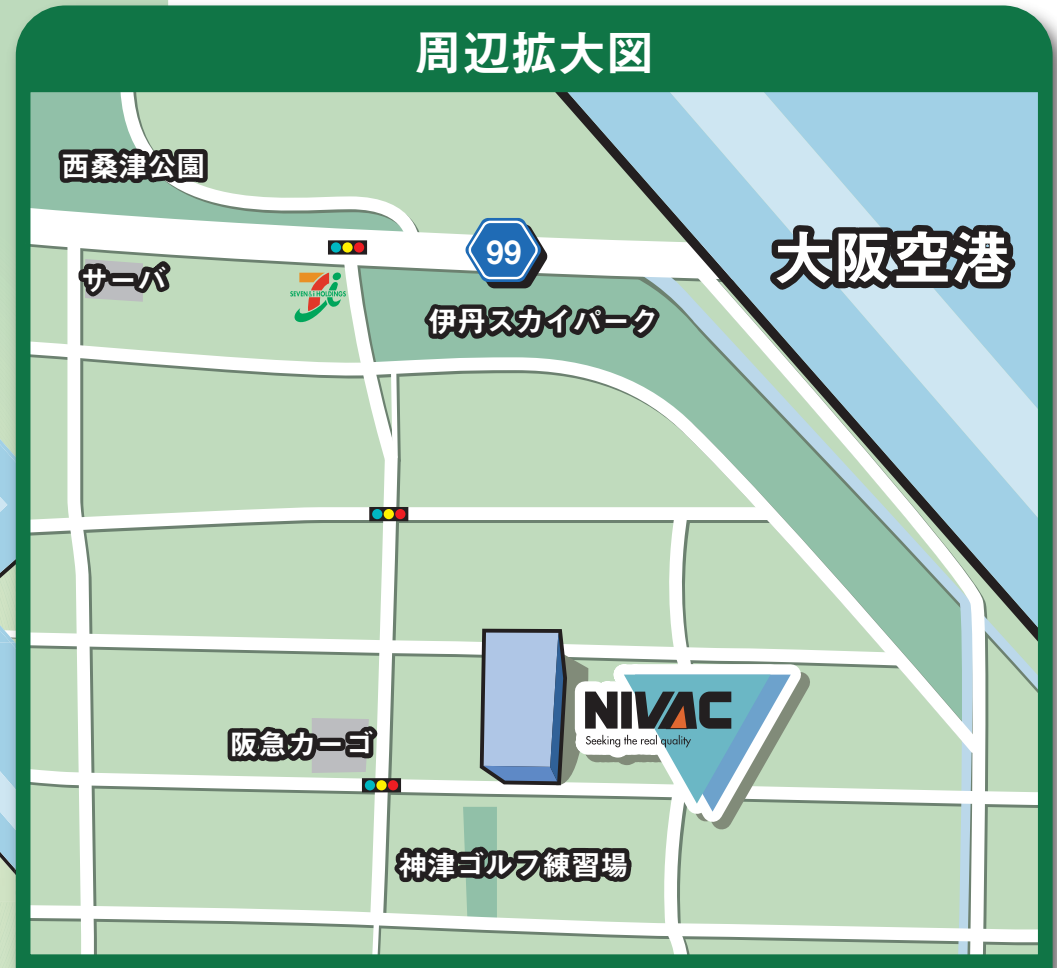 周辺拡大図
西桑津公園
99
大阪空港
サーバ
SEVEN & i HOLDINGS
伊丹スカイパーク
NIVAC
Seeking the real quality
阪急カーゴ
神津ゴルフ練習場